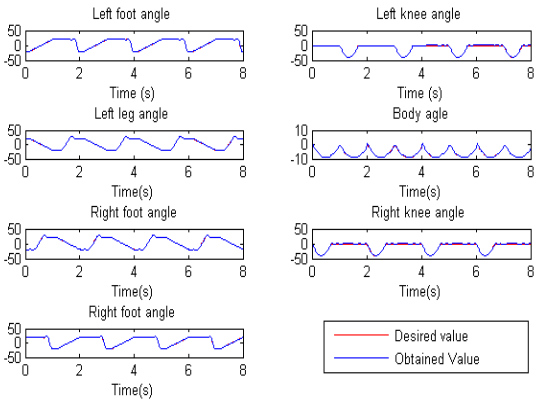 Left foot angle
50
0
-50
0 2 4 6 8
Time (s)
Left knee angle
50
0
-50
0 2 4 6 8
Time (s)
Left leg angle
50
0
-50
0 2 4 6 8
Time(s)
Body agle
10
0
-10
0 2 4 6 8
Time(s)
Right foot angle
50
0
-50
0 2 4 6 8
Time(s)
Right knee angle
50
0
-50
0 2 4 6 8
Time(s)
Right foot angle
50
0
-50
0 2 4 6 8
Time(s)
Desired value
Obtained Value